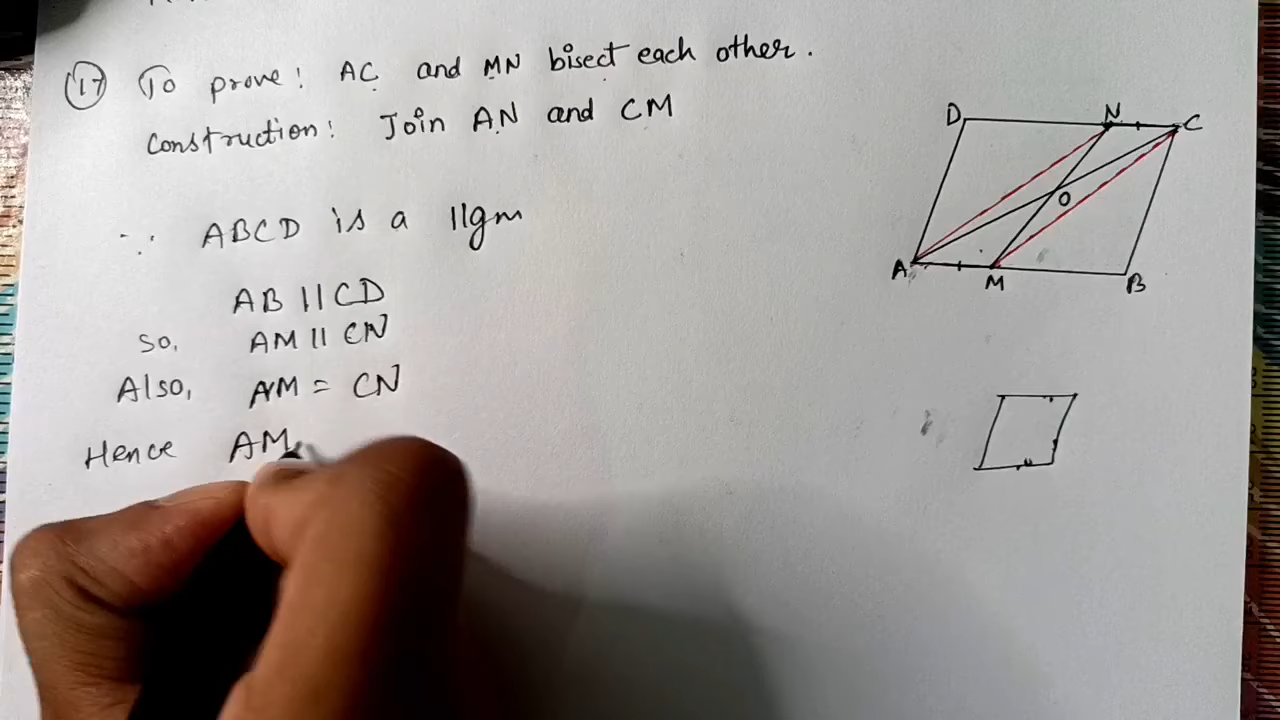 17 To prove: AC and MN bisect each other.
Construction: Join AN and CM
∵ ABCD is a ||gm
AB || CD
So, AM || CN
Also, AM = CN
Hence AM
D N C
O
A M B